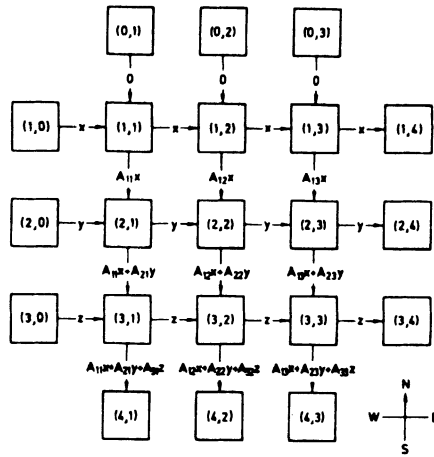 (0,1) (0,2) (0,3)
0 0 0
(1,0) x (1,1) x (1,2) x (1,3) x (1,4)
A₁₁x A₁₂x A₁₃x
(2,0) y (2,1) y (2,2) y (2,3) y (2,4)
A₁₁x+A₂₁y A₁₂x+A₂₂y A₁₃x+A₂₃y
(3,0) z (3,1) z (3,2) z (3,3) z (3,4)
A₁₁x+A₂₁y+A₃₁z A₁₂x+A₂₂y+A₃₂z A₁₃x+A₂₃y+A₃₃z
N
(4,1) (4,2) (4,3) W
S